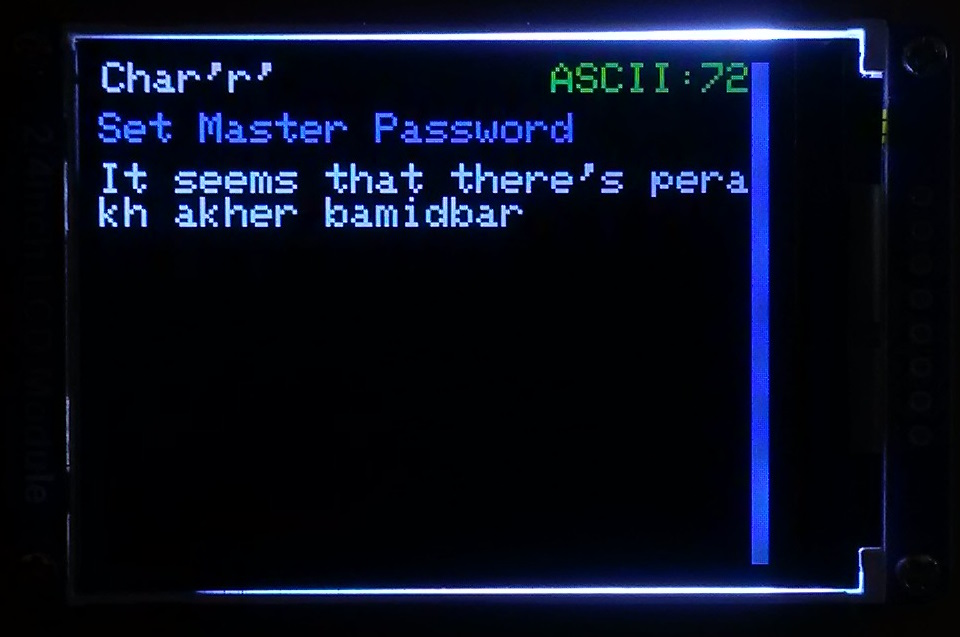 Char'r' ASCII:72
Set Master Password
It seems that there's pera
kh akher bamidbar